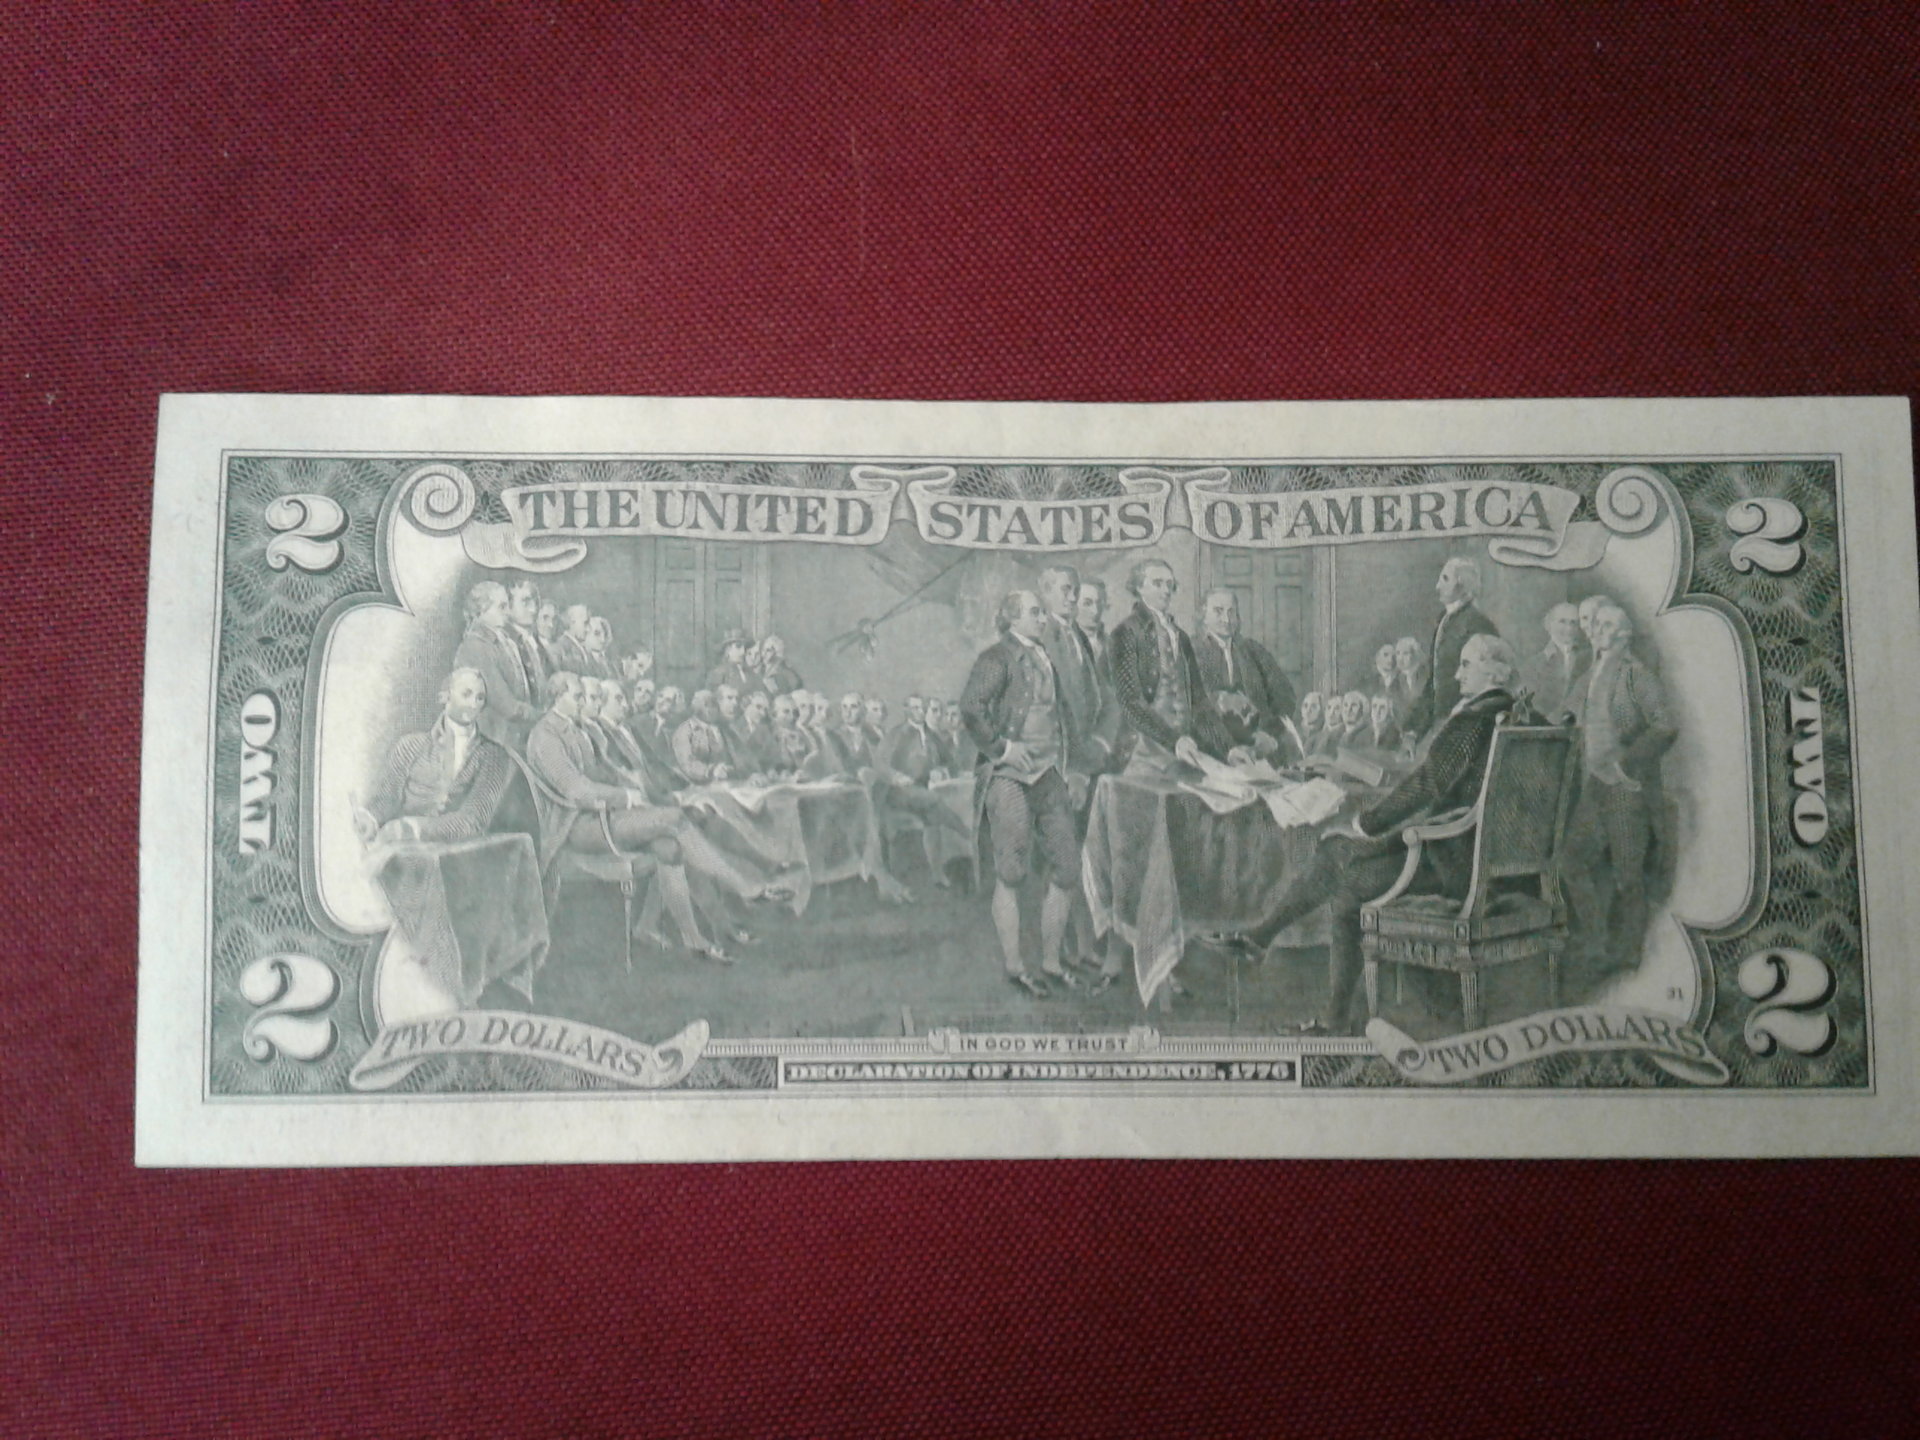 THE UNITED STATES OF AMERICA
2
2
TWO
TWO
2
2
31
TWO DOLLARS
TWO DOLLARS
IN GOD WE TRUST
DECLARATION OF INDEPENDENCE, 1776